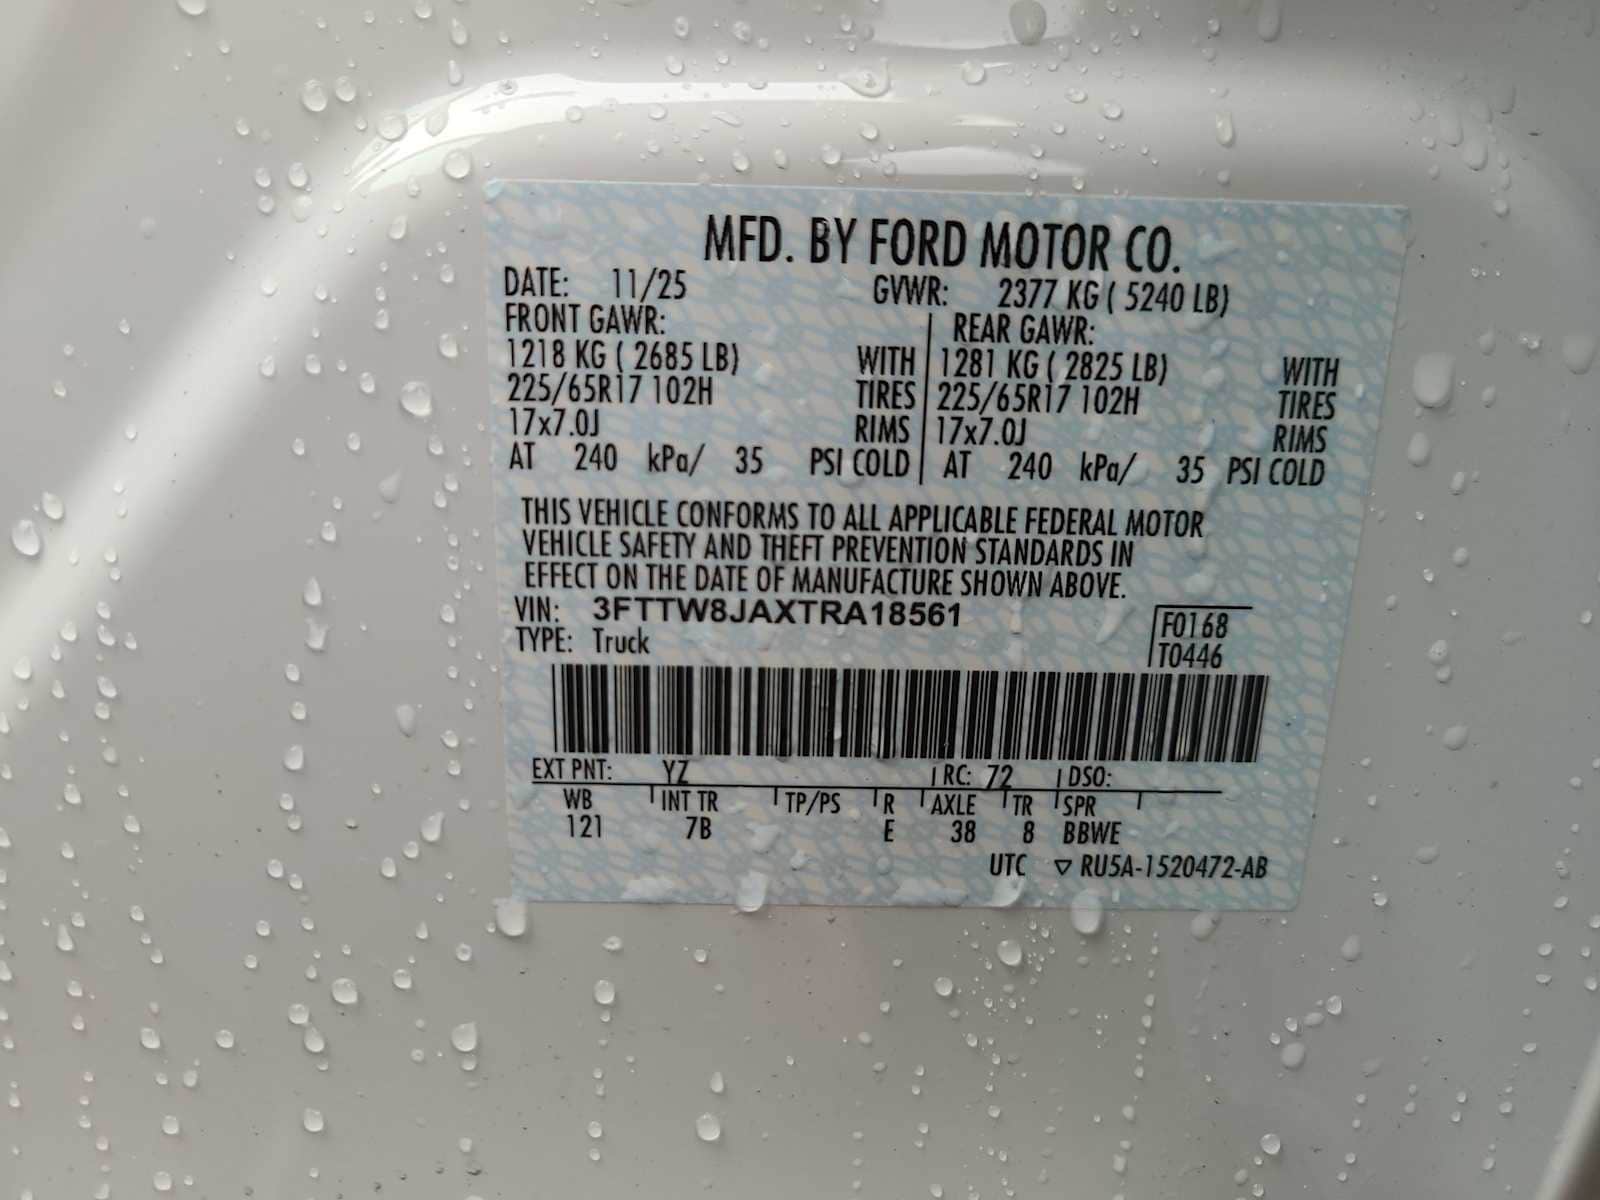 MFD. BY FORD MOTOR CO.
DATE: 11/25 GVWR: 2377 KG ( 5240 LB)
FRONT GAWR: REAR GAWR:
1218 KG ( 2685 LB) WITH 1281 KG ( 2825 LB) WITH
225/65R17 102H TIRES 225/65R17 102H TIRES
17x7.0J RIMS 17x7.0J RIMS
AT 240 kPa/ 35 PSI COLD AT 240 kPa/ 35 PSI COLD
THIS VEHICLE CONFORMS TO ALL APPLICABLE FEDERAL MOTOR
VEHICLE SAFETY AND THEFT PREVENTION STANDARDS IN
EFFECT ON THE DATE OF MANUFACTURE SHOWN ABOVE.
VIN: 3FTTW8JAXTRA18561
F0168
TYPE: Truck
T0446
EXT PNT: YZ RC: 72 DSO:
WB INT TR TP/PS R AXLE TR SPR
121 7B E 38 8 BBWE
UTC ▽ RU5A-1520472-AB